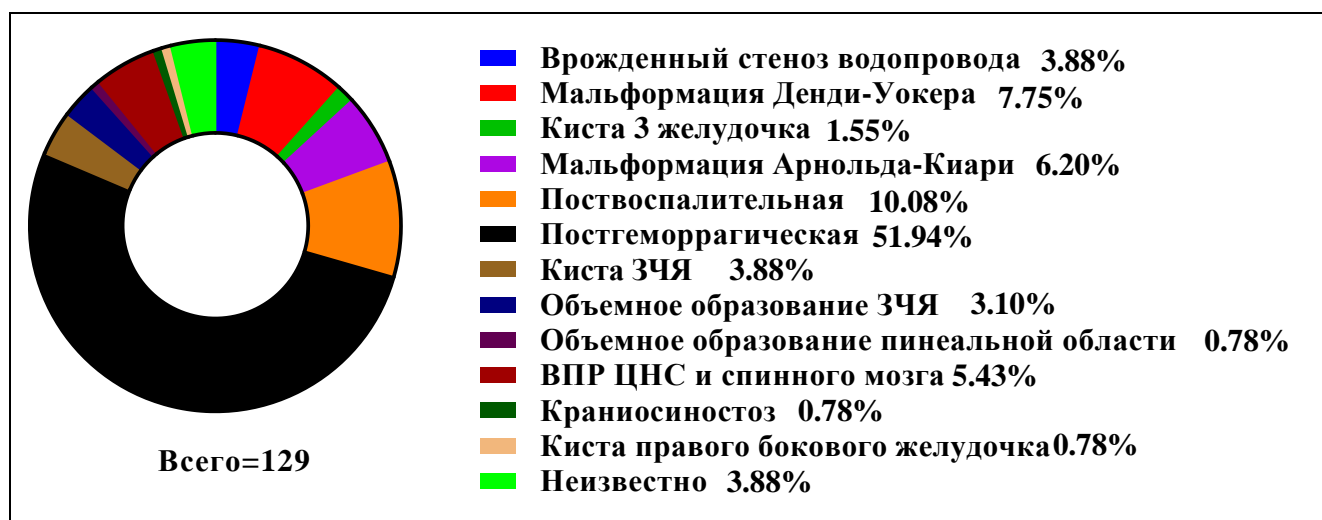 Врожденный стеноз водопровода 3.88%
Мальформация Денди-Уокера 7.75%
Киста 3 желудочка 1.55%
Мальформация Арнольда-Киари 6.20%
Поствоспалительная 10.08%
Постгеморрагическая 51.94%
Киста ЗЧЯ 3.88%
Объемное образование ЗЧЯ 3.10%
Объемное образование пинеальной области 0.78%
ВПР ЦНС и спинного мозга 5.43%
Краниосиностоз 0.78%
Киста правого бокового желудочка 0.78%
Неизвестно 3.88%
Всего=129